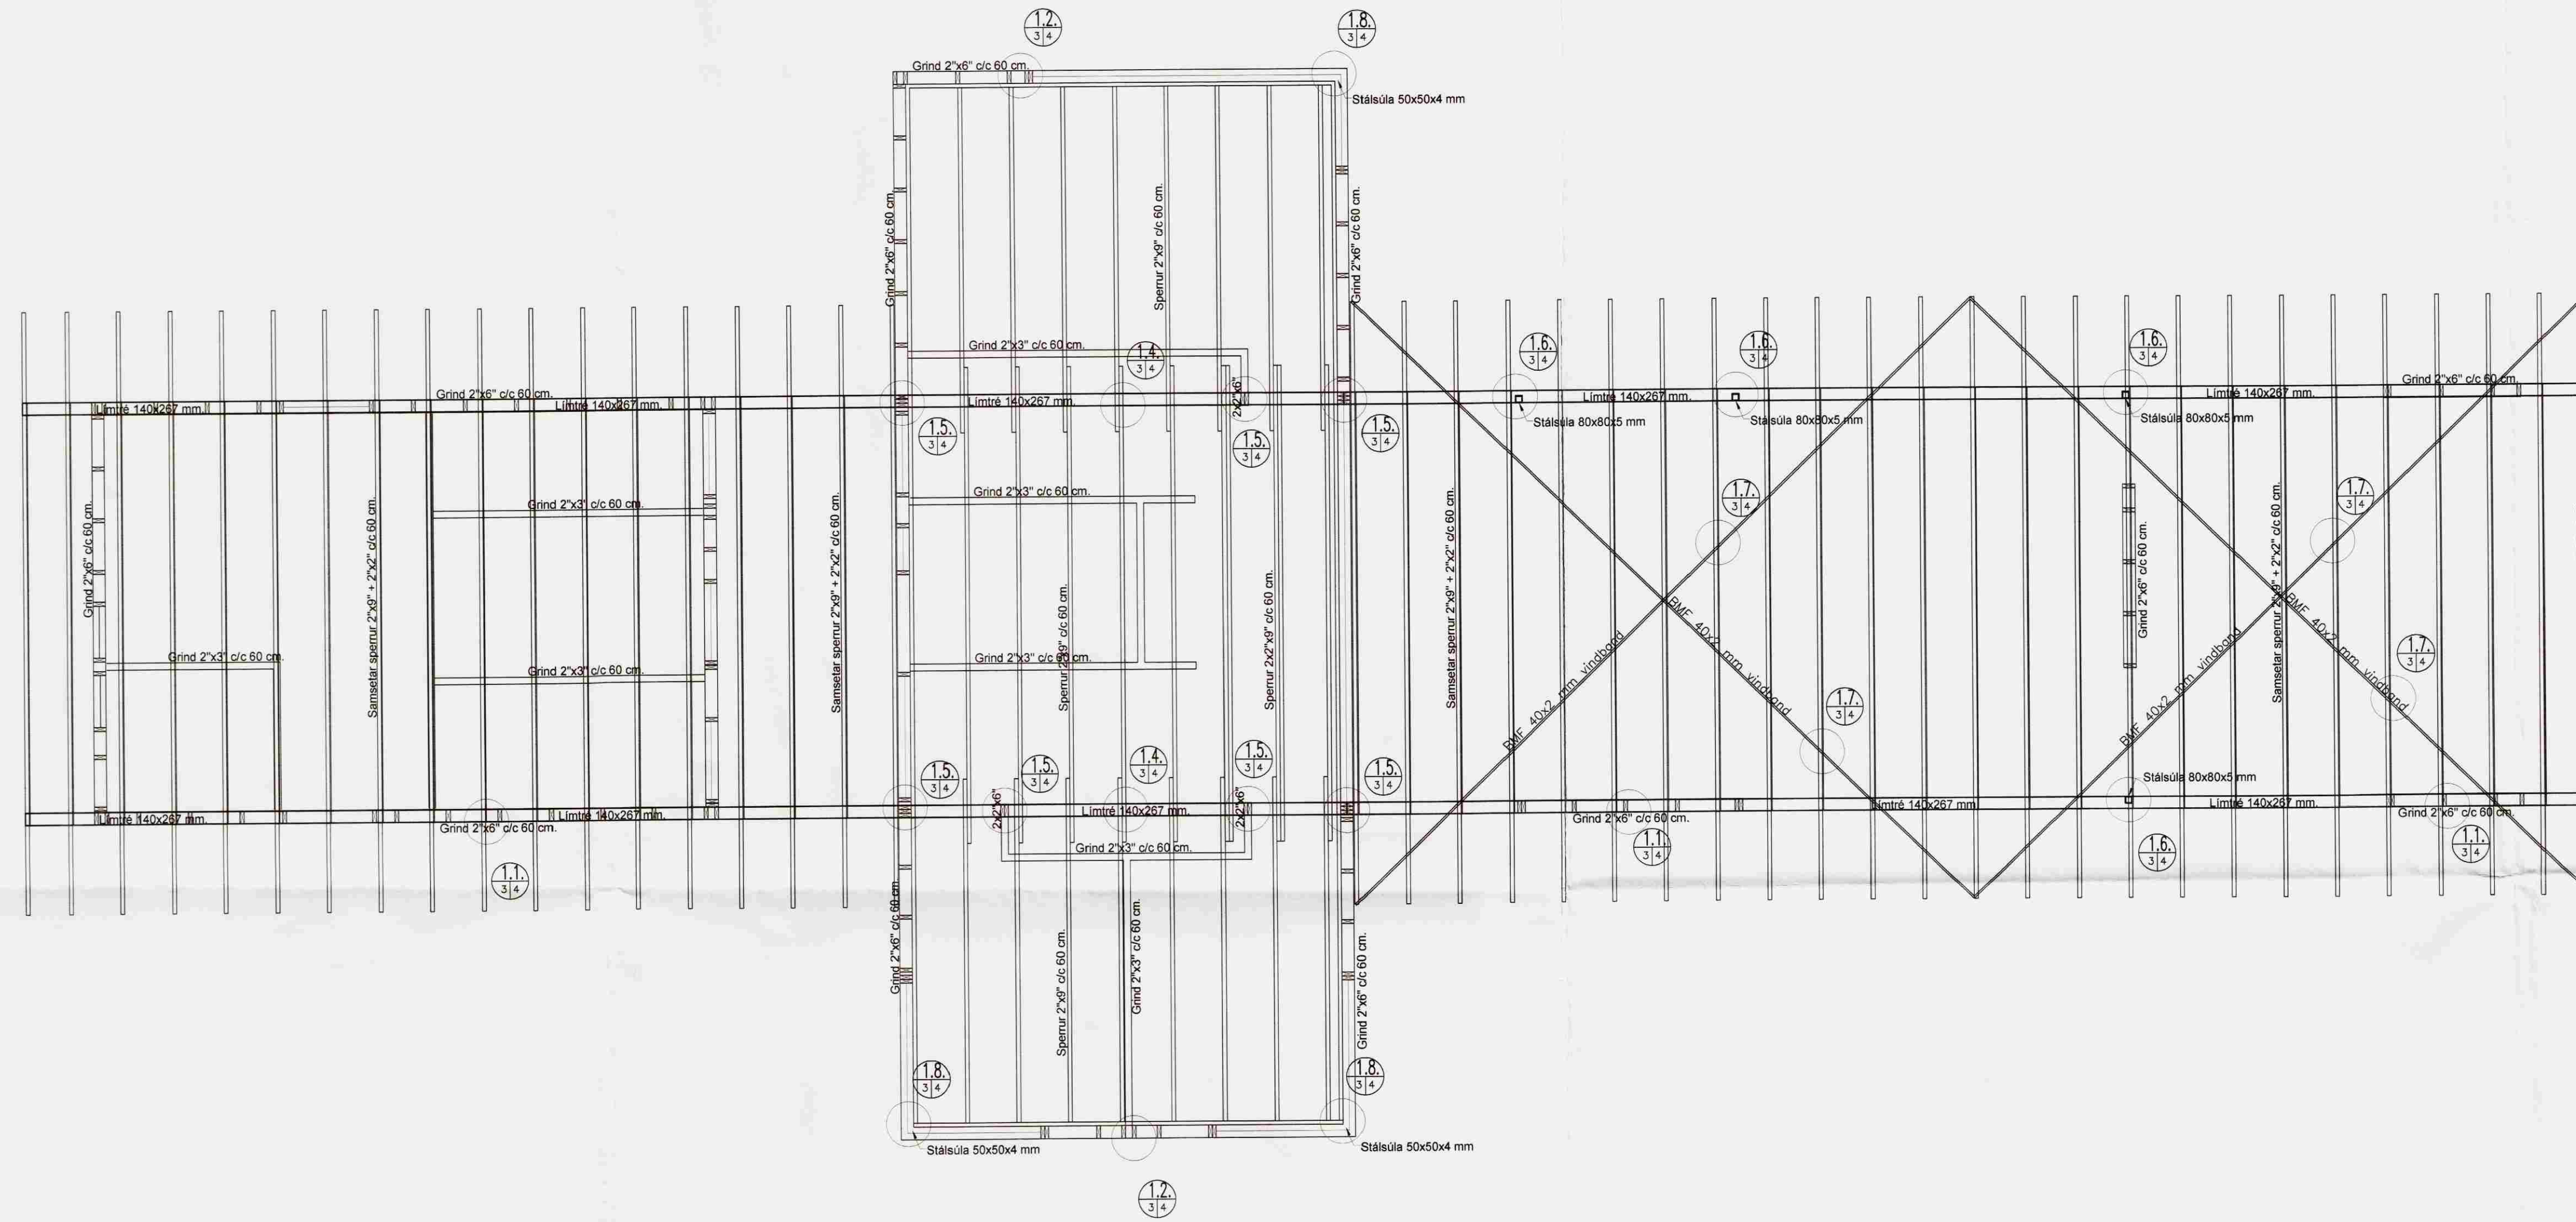 1.2.
3 4
1.8.
3 4
Grind 2"x6" c/c 60 cm.
Stálsúla 50x50x4 mm
Grind 2"x6" c/c 60 cm.
Sperrur 2"x9" c/c 60 cm.
Grind 2"x6" c/c 60 cm.
Grind 2"x3" c/c 60 cm.
1.4.
3 4
1.6.
3 4
1.6.
3 4
1.6.
3 4
Grind 2"x6" c/c 60 cm.
Grind 2"x6" c/c 60 cm.
Límtré 140x267 mm.
Límtré 140x267 mm.
Límtré 140x267 mm.
2x2"x6"
Límtré 140x267 mm.
Límtré 140x267 mm.
Stálsúla 80x80x5 mm
Stálsúla 80x80x5 mm
Stálsúla 80x80x5 mm
1.5.
3 4
1.5.
3 4
1.5.
3 4
Grind 2"x6" c/c 60 cm.
Samsetar sperrur 2"x9" + 2"x2" c/c 60 cm.
Grind 2"x3" c/c 60 cm.
Samsetar sperrur 2"x9" + 2"x2" c/c 60 cm.
Grind 2"x3" c/c 60 cm.
Samsetar sperrur 2"x9" + 2"x2" c/c 60 cm.
1.7.
3 4
Grind 2"x6" c/c 60 cm.
Samsetar sperrur 2"x9" + 2"x2" c/c 60 cm.
1.7.
3 4
Grind 2"x3" c/c 60 cm.
Grind 2"x3" c/c 60 cm.
Grind 2"x3" c/c 60 cm.
Sperrur 2"x9" c/c 60 cm.
Sperrur 2x2"x9" c/c 60 cm.
BMF 40x2 mm vindband
BMF 40x2 mm vindband
1.7.
3 4
BMF 40x2 mm vindband
BMF 40x2 mm vindband
1.7.
3 4
1.5.
3 4
1.5.
3 4
1.4.
3 4
1.5.
3 4
1.5.
3 4
Stálsúla 80x80x5 mm
Límtré 140x267 mm.
Límtré 140x267 mm.
2x2"x6"
Límtré 140x267 mm.
2x2"x6"
Límtré 140x267 mm.
Límtré 140x267 mm.
Grind 2"x6" c/c 60 cm.
Grind 2"x6" c/c 60 cm.
Grind 2"x6" c/c 60 cm.
Grind 2"x3" c/c 60 cm.
1.1.
3 4
1.1.
3 4
1.6.
3 4
1.1.
3 4
Grind 2"x6" c/c 60 cm.
Sperrur 2"x9" c/c 60 cm.
Grind 2"x3" c/c 60 cm.
Grind 2"x6" c/c 60 cm.
1.8.
3 4
1.8.
3 4
Stálsúla 50x50x4 mm
Stálsúla 50x50x4 mm
1.2.
3 4